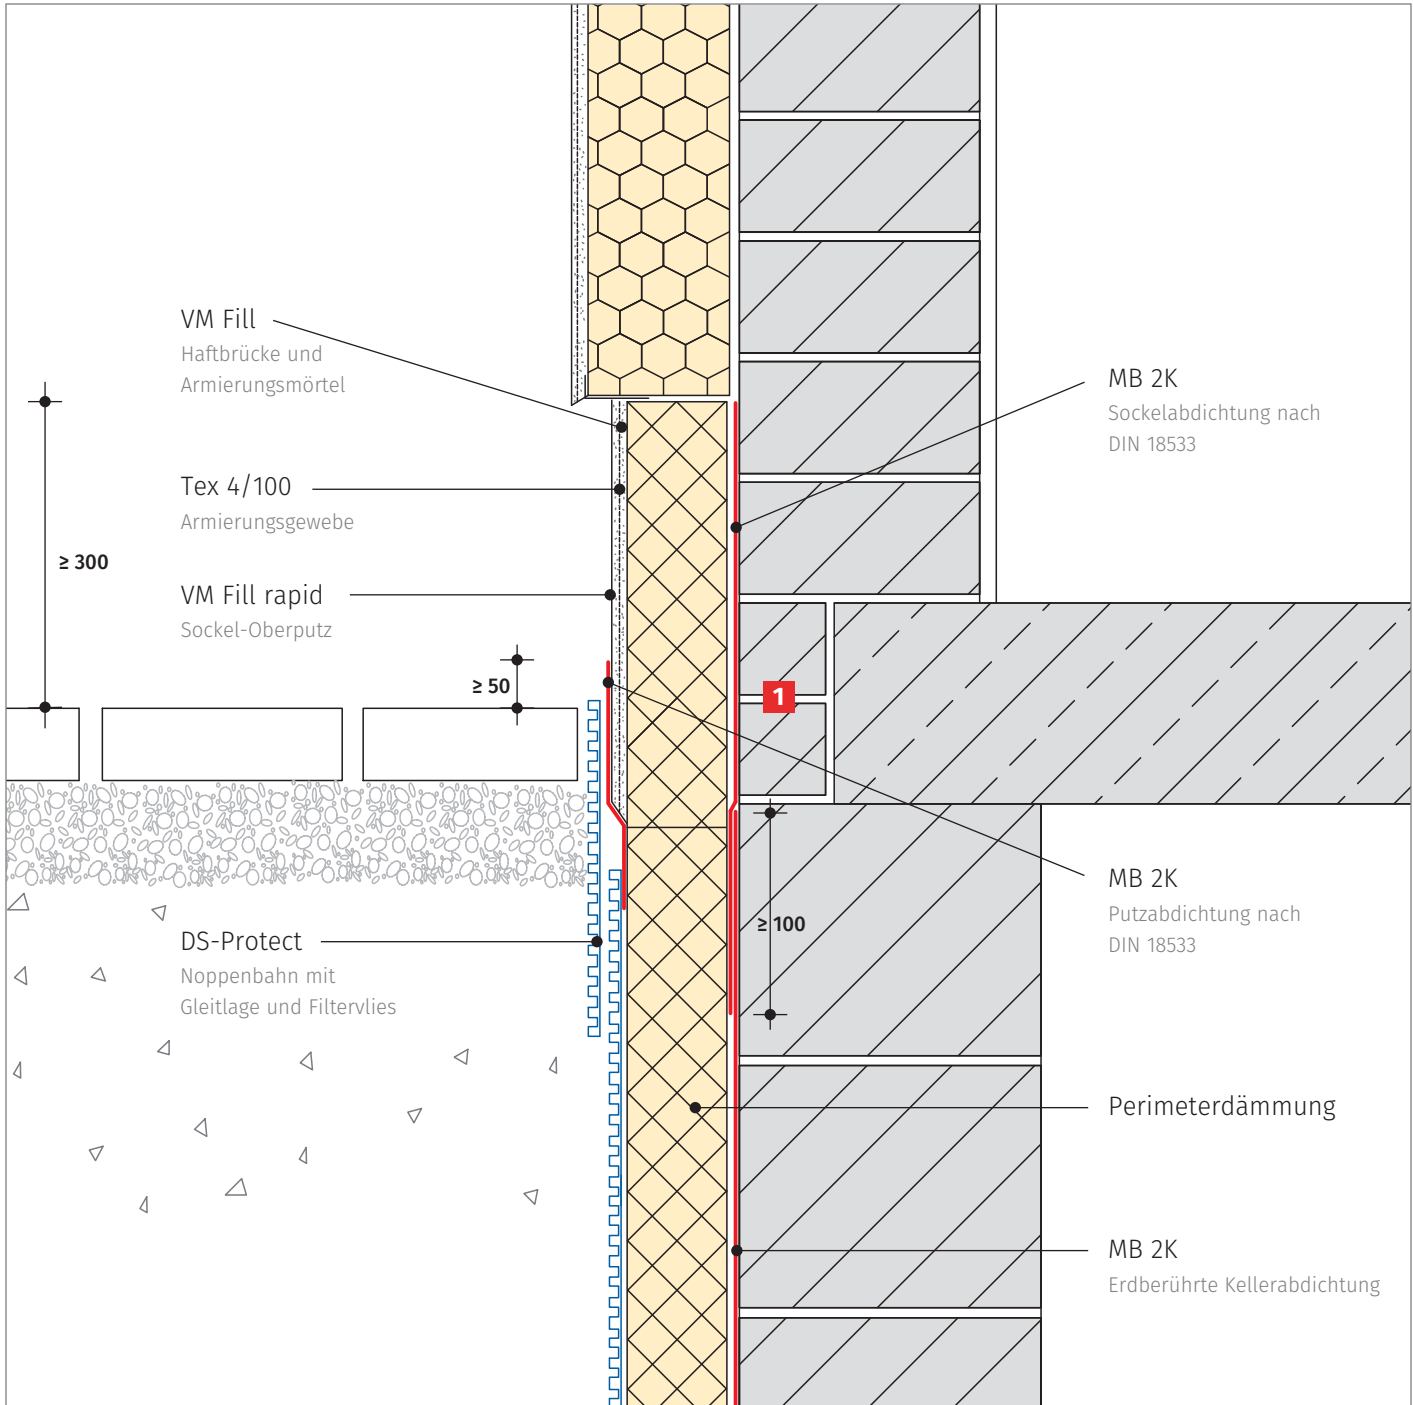 VM Fill
Haftbrücke und
Armierungsmörtel
Tex 4/100
Armierungsgewebe
≥ 300
VM Fill rapid
Sockel-Oberputz
≥ 50
DS-Protect
Noppenbahn mit
Gleitlage und Filtervlies
MB 2K
Sockelabdichtung nach
DIN 18533
1
MB 2K
Putzabdichtung nach
DIN 18533
≥ 100
Perimeterdämmung
MB 2K
Erdberührte Kellerabdichtung